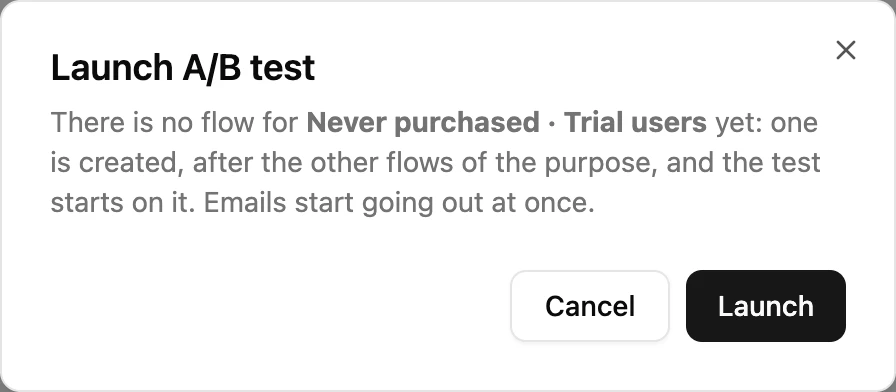 Launch A/B test
There is no flow for Never purchased · Trial users yet: one
is created, after the other flows of the purpose, and the test
starts on it. Emails start going out at once.
Cancel
Launch